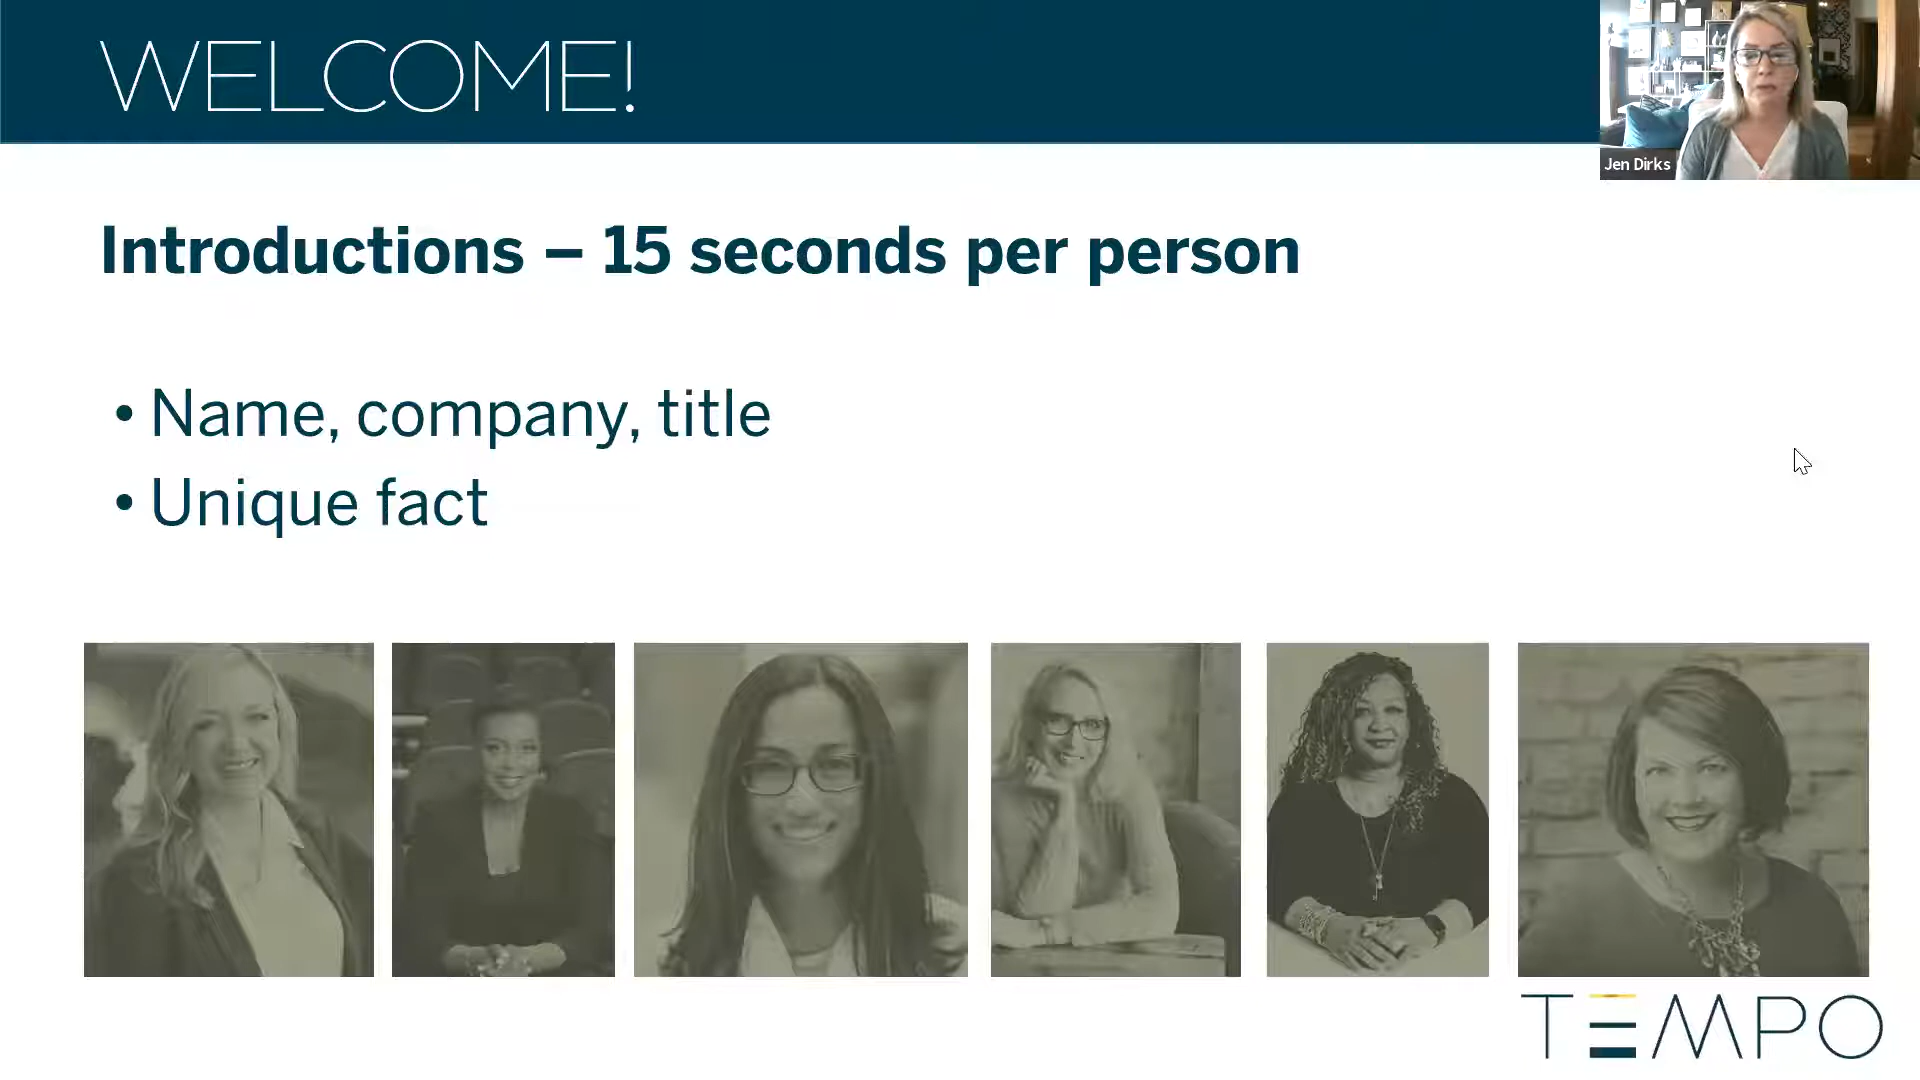 WELCOME!
Jen Dirks
Introductions – 15 seconds per person
• Name, company, title
• Unique fact
TEMPO